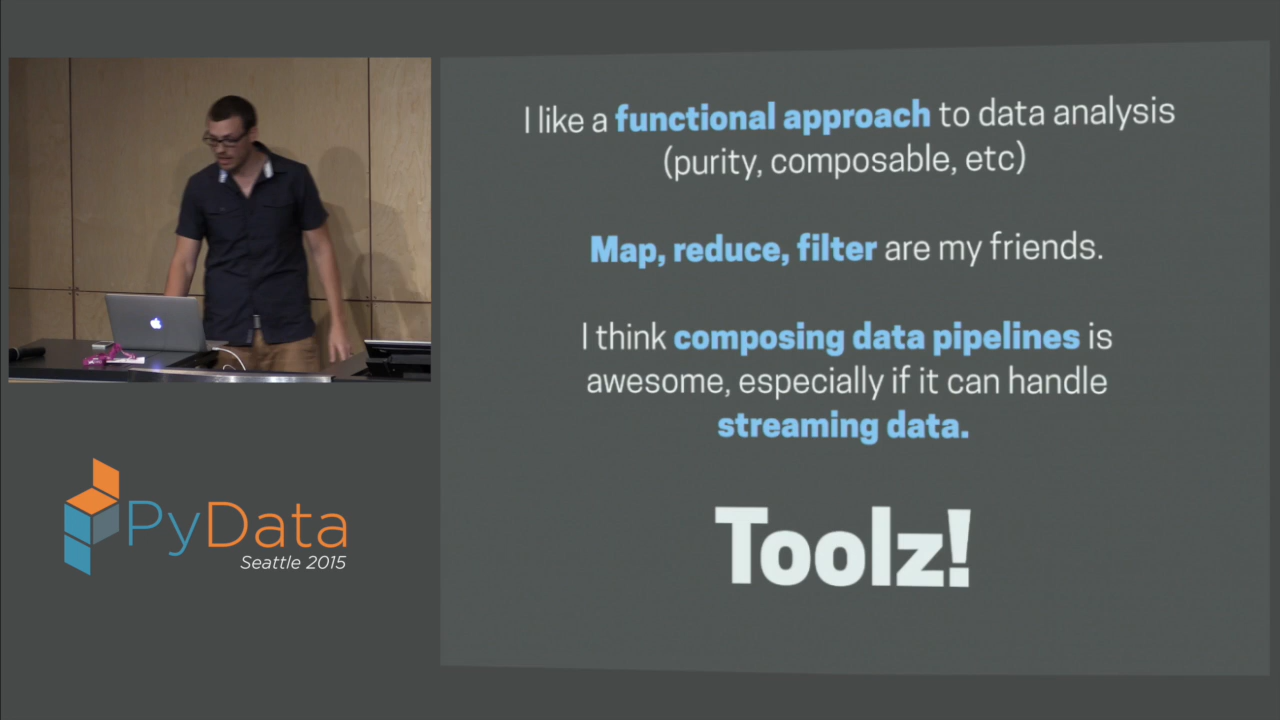 I like a functional approach to data analysis
(purity, composable, etc)
Map, reduce, filter are my friends.
I think composing data pipelines is
awesome, especially if it can handle
streaming data.
Toolz!
PyData
Seattle 2015